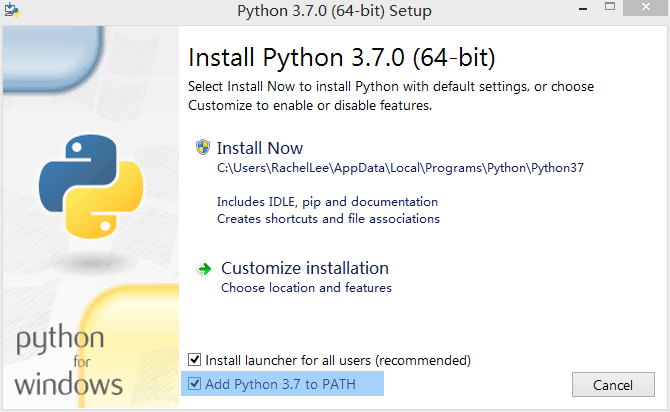 Python 3.7.0 (64-bit) Setup
Install Python 3.7.0 (64-bit)
Select Install Now to install Python with default settings, or choose
Customize to enable or disable features.
Install Now
C:\Users\RachelLee\AppData\Local\Programs\Python\Python37
Includes IDLE, pip and documentation
Creates shortcuts and file associations
Customize installation
Choose location and features
Install launcher for all users (recommended)
Add Python 3.7 to PATH
Cancel
python
for
windows